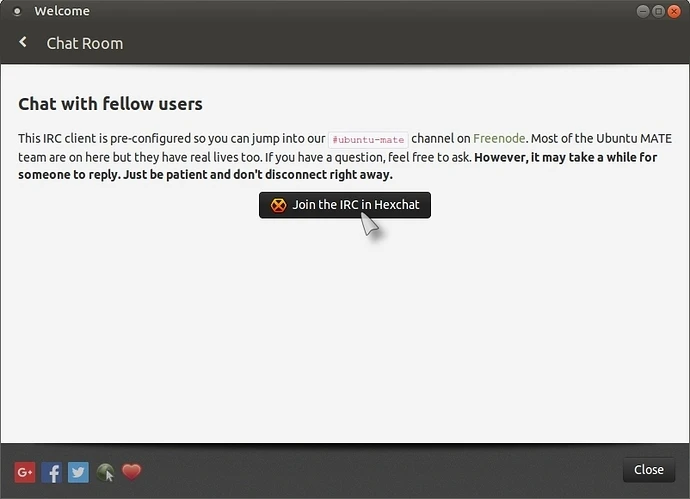 Welcome
Chat Room
Chat with fellow users
This IRC client is pre-configured so you can jump into our #ubuntu-mate channel on Freenode. Most of the Ubuntu MATE
team are on here but they have real lives too. If you have a question, feel free to ask. However, it may take a while for
someone to reply. Just be patient and don't disconnect right away.
Join the IRC in Hexchat
G+
Close